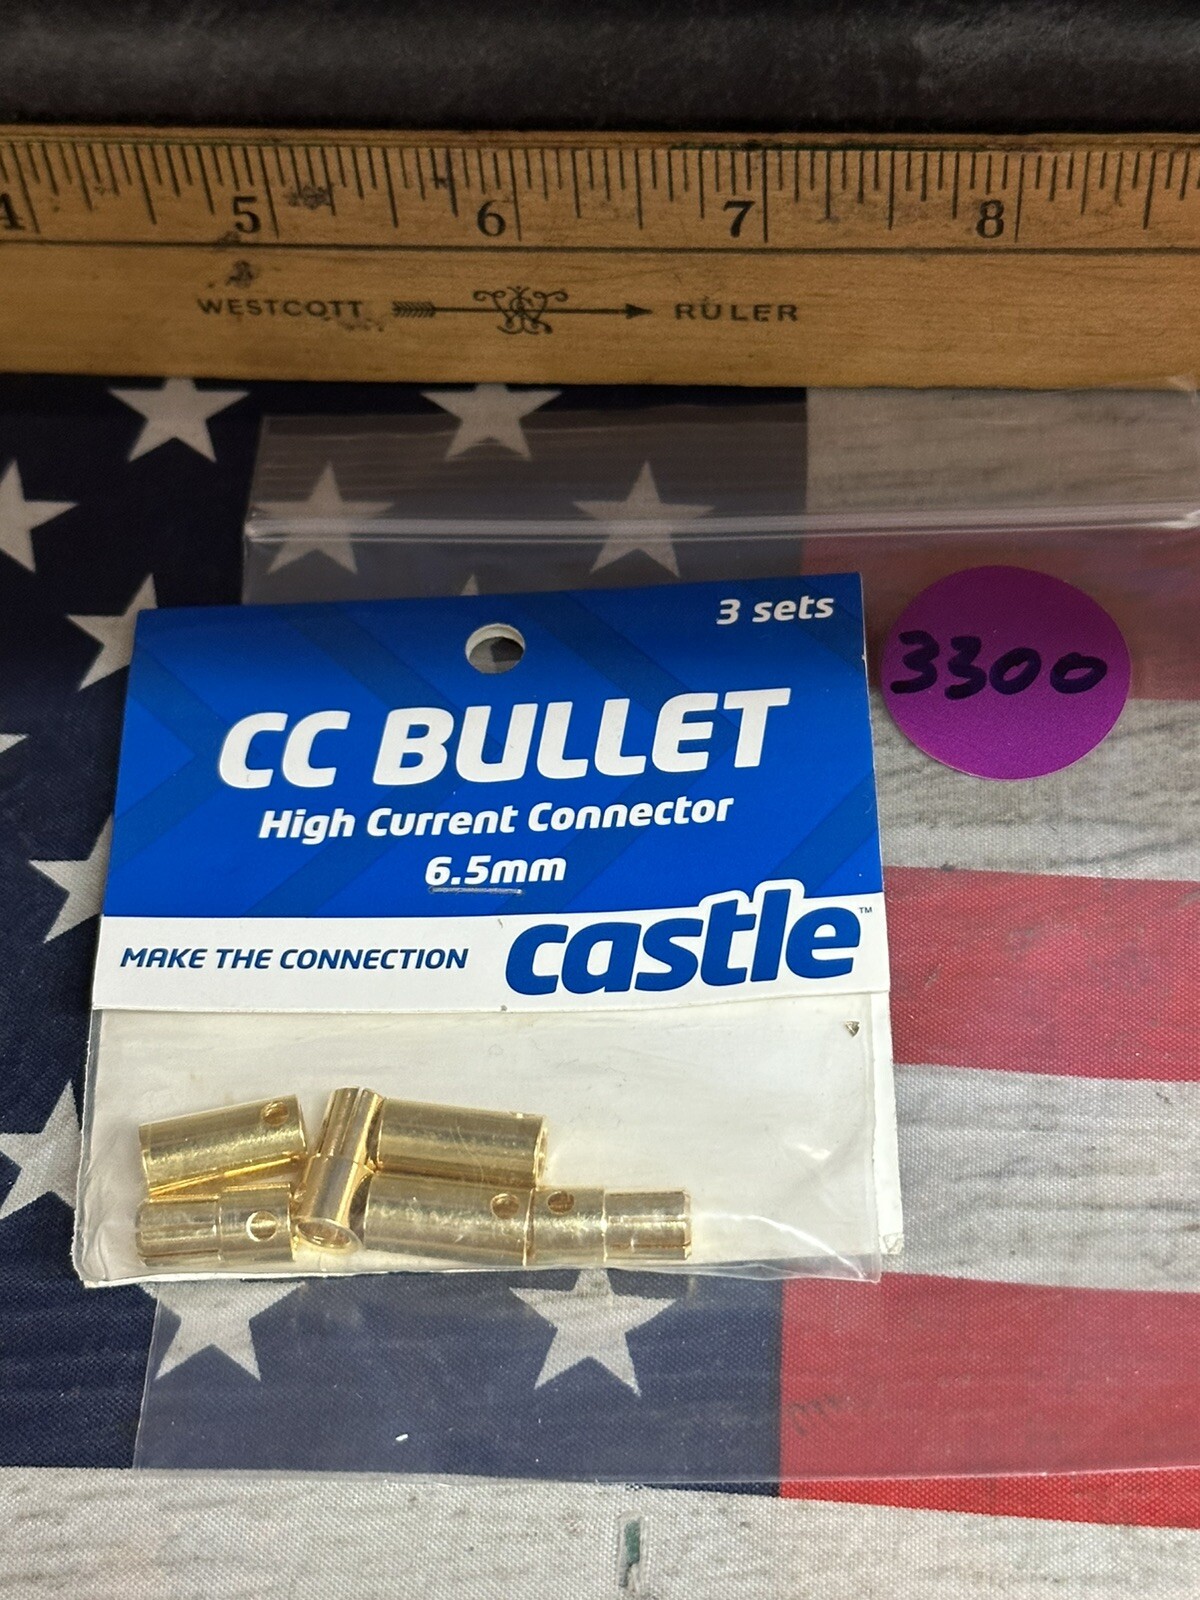 4 5 6 7 8
WESTCOTT RULER
3 sets
3300
CC BULLET
High Current Connector
6.5mm
MAKE THE CONNECTION castle™